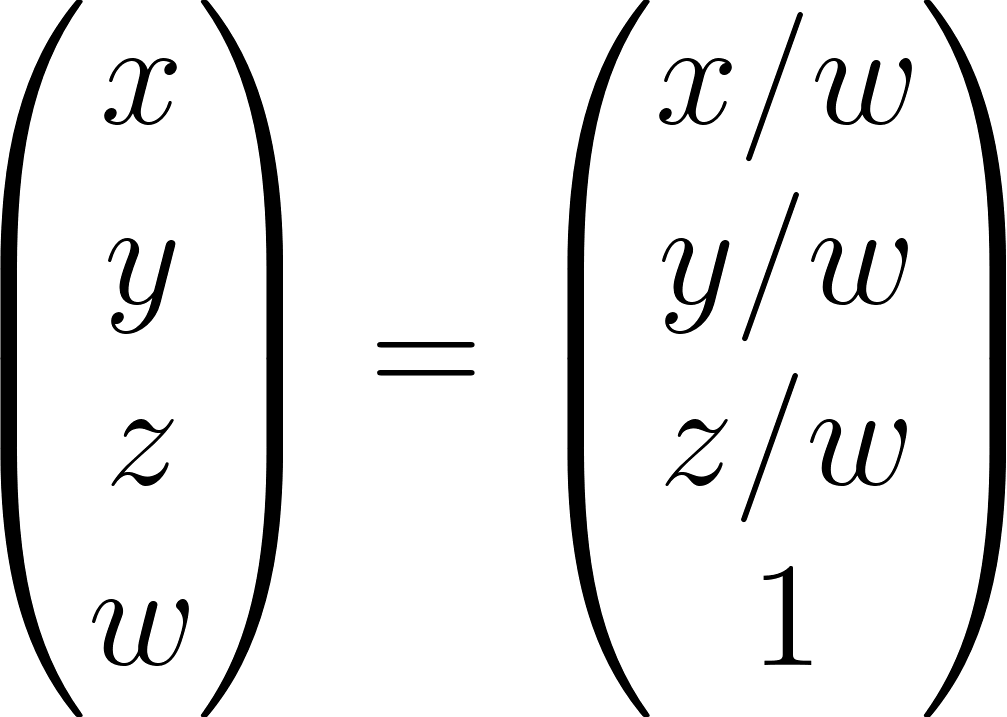 x x/w
y y/w
=
z z/w
w 1